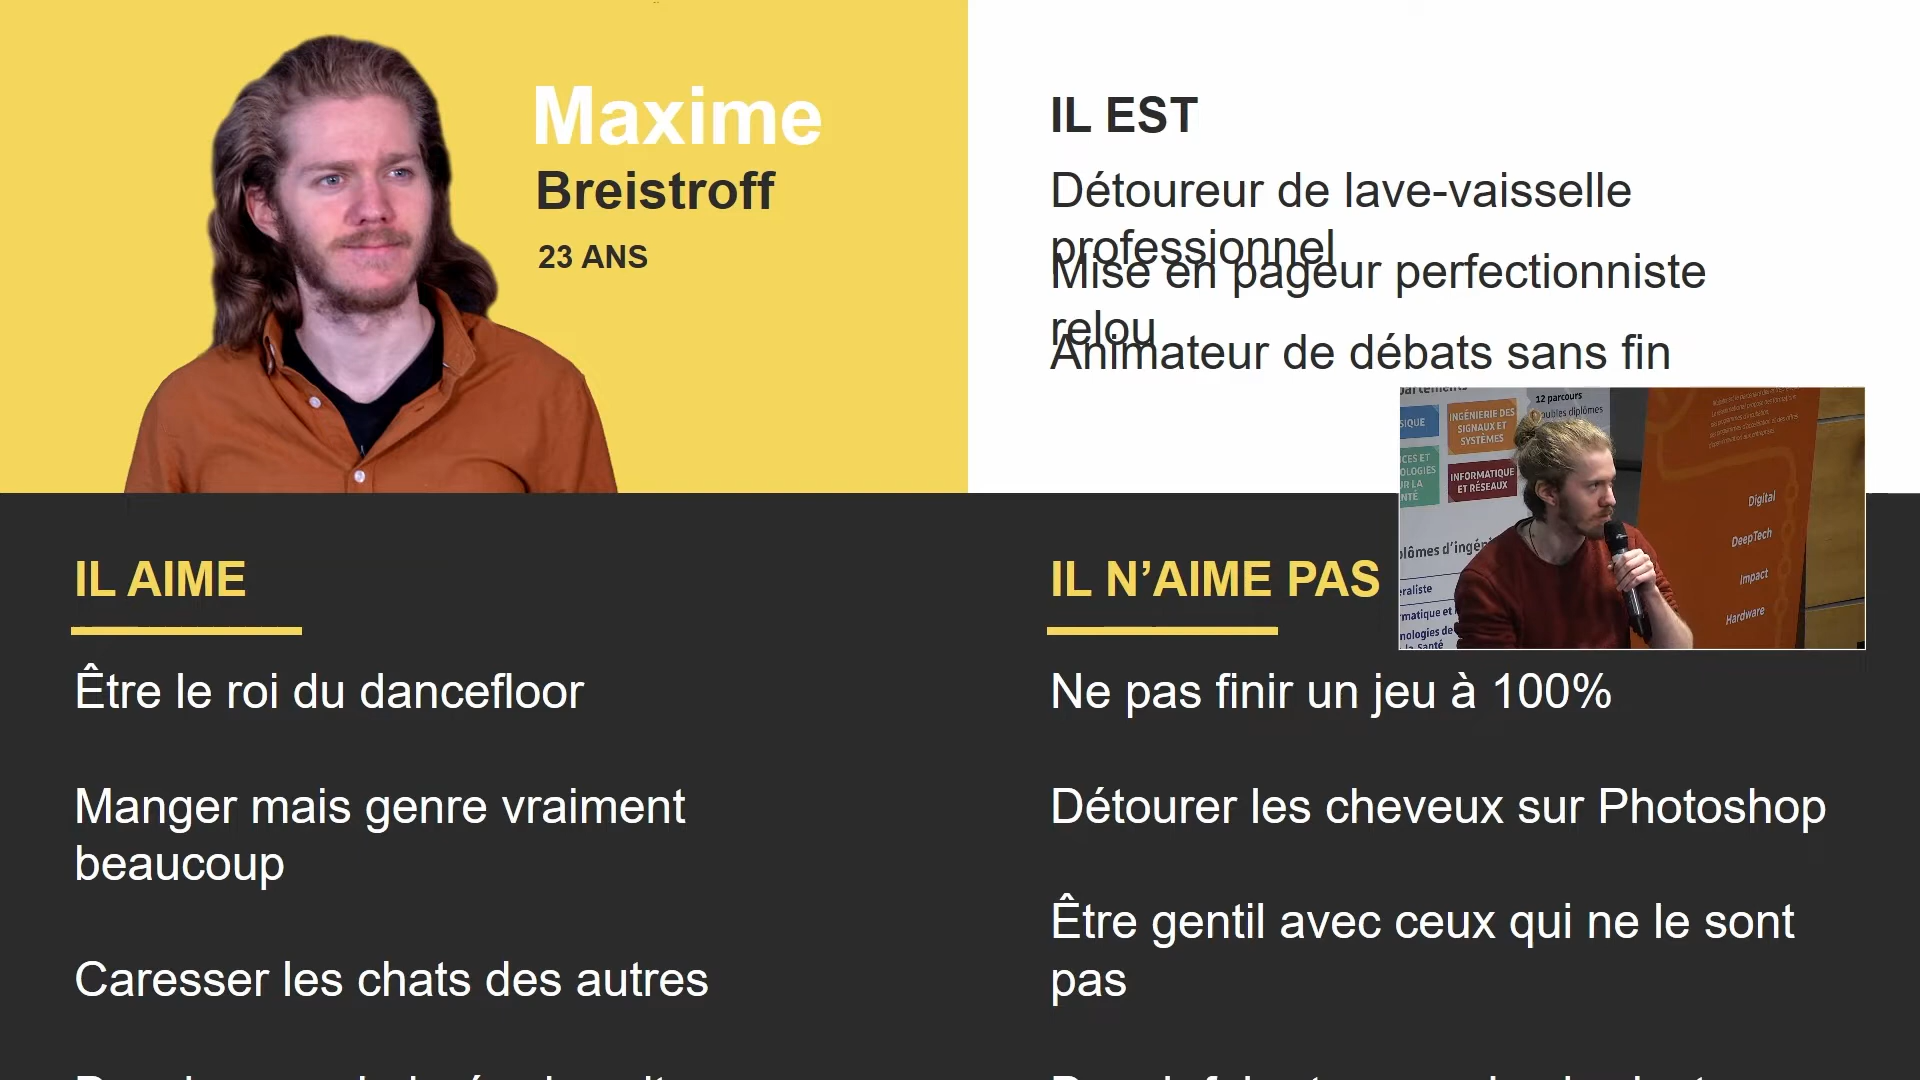 Maxime
Breistroff
23 ANS
IL EST
Détoureur de lave-vaisselle
professionnel
Mise en pageur perfectionniste
relou
Animateur de débats sans fin
12 parcours
INGÉNIERIE DES
SIGNAUX ET
SYSTÈMES
INFORMATIQUE
ET RÉSEAUX
Digital
DeepTech
Impact
Hardware
IL AIME
Être le roi du dancefloor
Manger mais genre vraiment
beaucoup
Caresser les chats des autres
IL N’AIME PAS
Ne pas finir un jeu à 100%
Détourer les cheveux sur Photoshop
Être gentil avec ceux qui ne le sont
pas